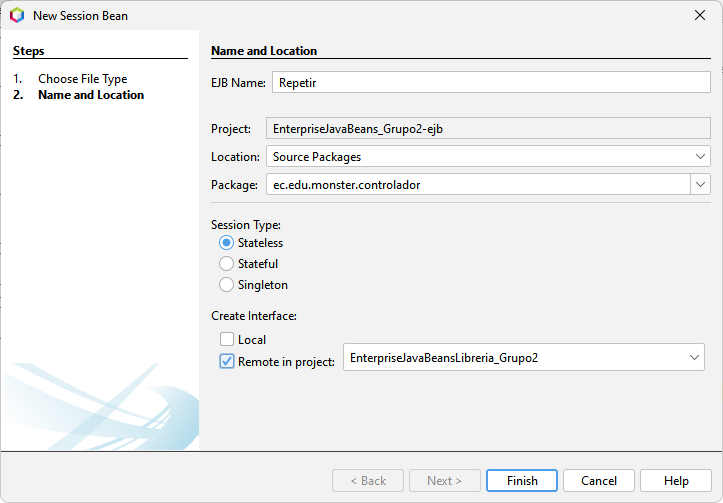 New Session Bean
Steps
1. Choose File Type
2. Name and Location
Name and Location
EJB Name: Repetir
Project: EnterpriseJavaBeans_Grupo2-ejb
Location: Source Packages
Package: ec.edu.monster.controlador
Session Type:
Stateless
Stateful
Singleton
Create Interface:
Local
Remote in project: EnterpriseJavaBeansLibreria_Grupo2
< Back Next > Finish Cancel Help